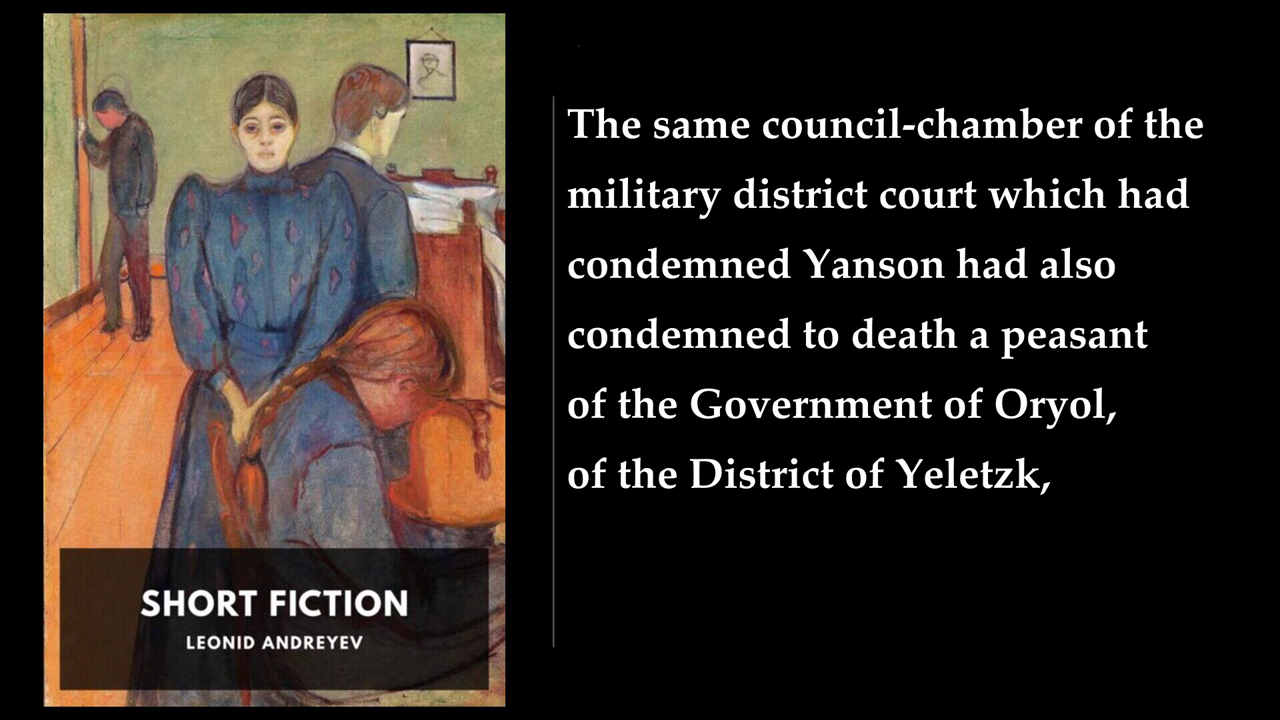 SHORT FICTION
LEONID ANDREYEV
The same council-chamber of the
military district court which had
condemned Yanson had also
condemned to death a peasant
of the Government of Oryol,
of the District of Yeletzk,